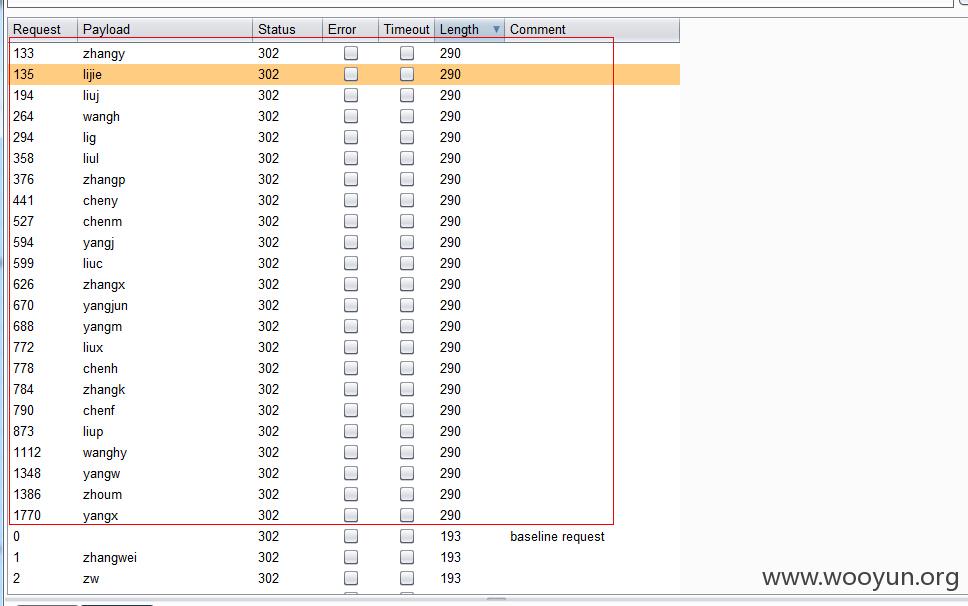 Request Payload Status Error Timeout Length Comment
133 zhangy 302 290
135 lijie 302 290
194 liuj 302 290
264 wangh 302 290
294 lig 302 290
358 liul 302 290
376 zhangp 302 290
441 cheny 302 290
527 chenm 302 290
594 yangj 302 290
599 liuc 302 290
626 zhangx 302 290
670 yangjun 302 290
688 yangm 302 290
772 liux 302 290
778 chenh 302 290
784 zhangk 302 290
790 chenf 302 290
873 liup 302 290
1112 wanghy 302 290
1348 yangw 302 290
1386 zhoum 302 290
1770 yangx 302 290
0 302 193 baseline request
1 zhangwei 302 193
2 zw 302 193
www.wooyun.org